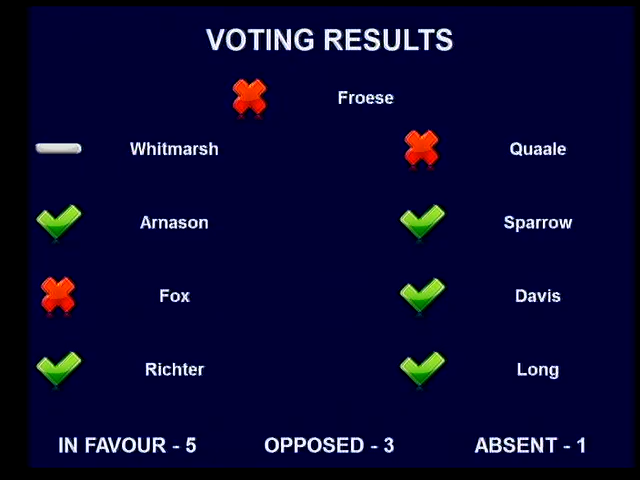 VOTING RESULTS
Froese
Whitmarsh Quaale
Arnason Sparrow
Fox Davis
Richter Long
IN FAVOUR - 5 OPPOSED - 3 ABSENT - 1